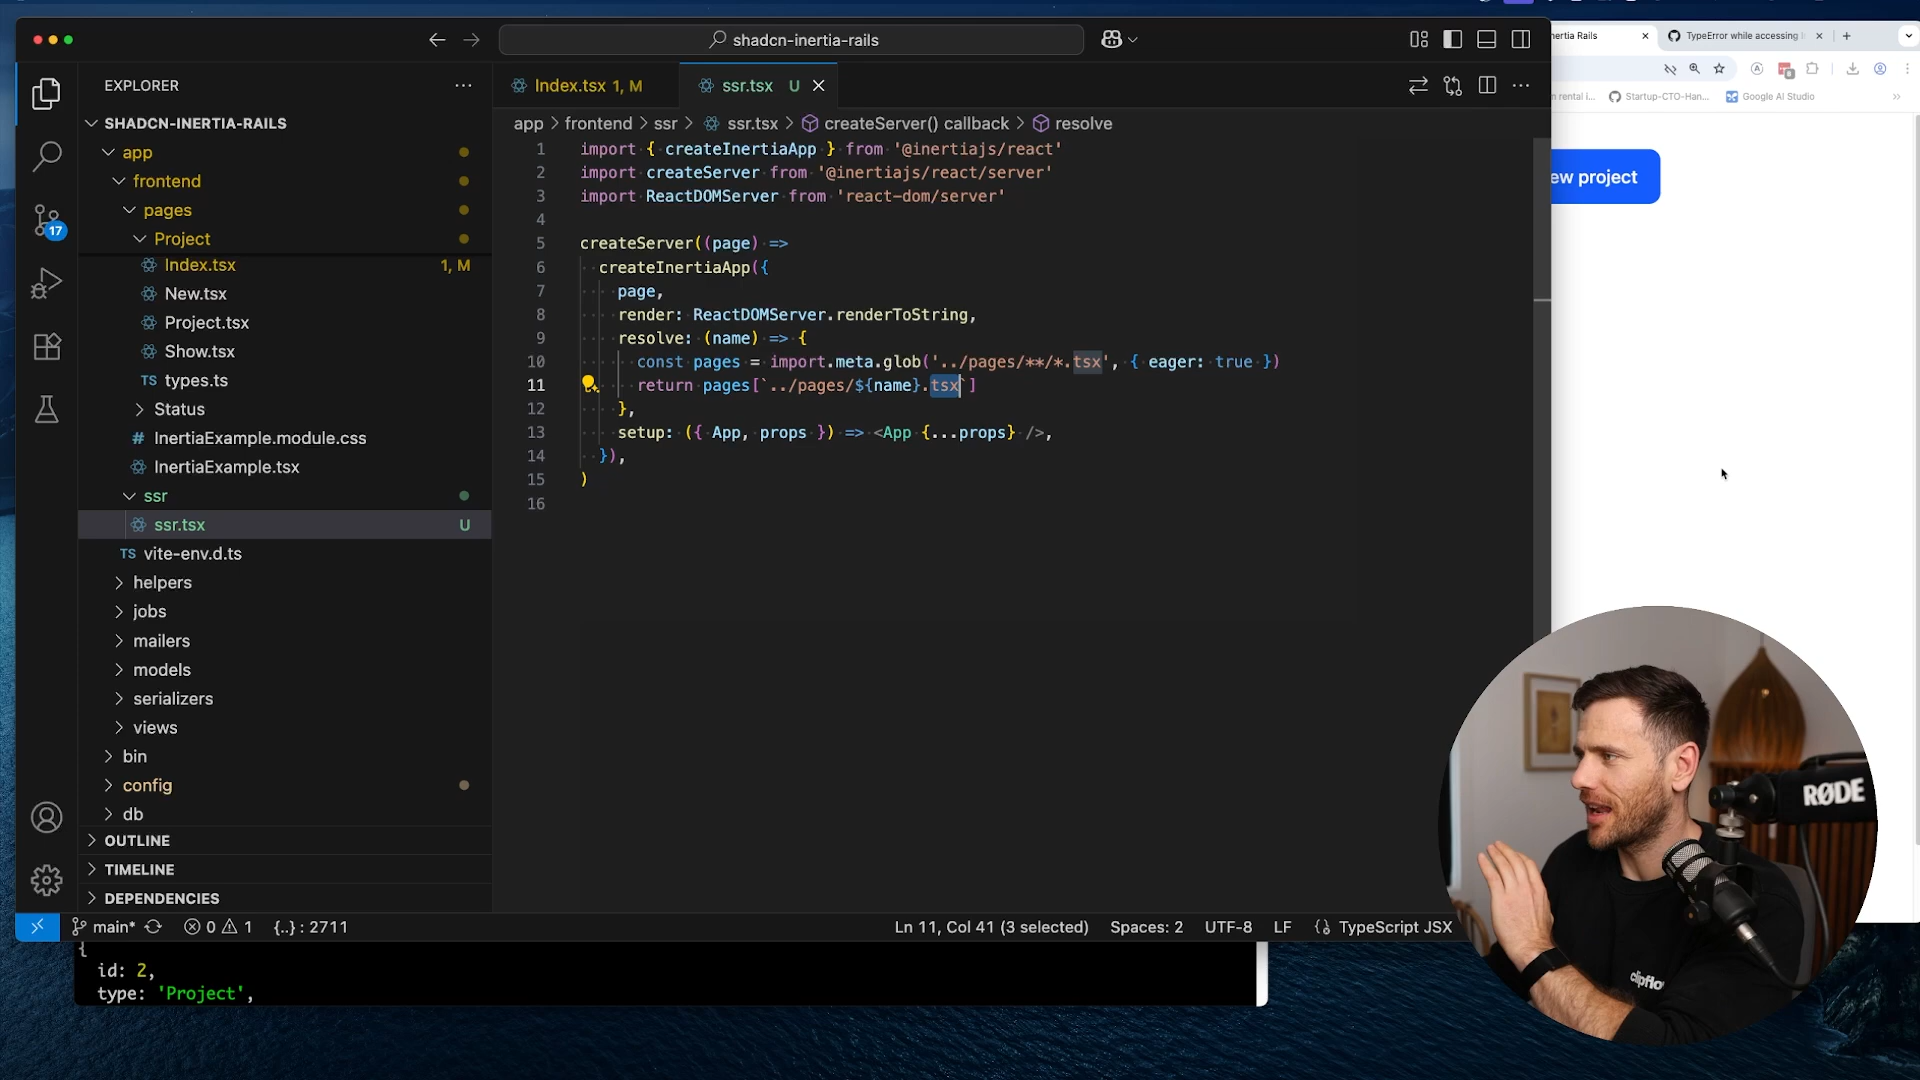 shadcn-inertia-rails
EXPLORER
SHADCN-INERTIA-RAILS
app
frontend
pages
Project
Index.tsx 1, M
New.tsx
Project.tsx
Show.tsx
TS types.ts
Status
# InertiaExample.module.css
InertiaExample.tsx
ssr
ssr.tsx U
TS vite-env.d.ts
helpers
jobs
mailers
models
serializers
views
bin
config
db
OUTLINE
TIMELINE
DEPENDENCIES
17
Index.tsx 1, M
ssr.tsx U
app > frontend > ssr > ssr.tsx > createServer() callback > resolve
1 import { createInertiaApp } from '@inertiajs/react'
2 import createServer from '@inertiajs/react/server'
3 import ReactDOMServer from 'react-dom/server'
4
5 createServer((page) =>
6 createInertiaApp({
7 page,
8 render: ReactDOMServer.renderToString,
9 resolve: (name) => {
10 const pages = import.meta.glob('../pages/**/*.tsx', { eager: true })
11 return pages[`../pages/${name}.tsx`]
12 },
13 setup: ({ App, props }) => <App {...props} />,
14 }),
15 )
16
main* 0 1 {..} : 2711
Ln 11, Col 41 (3 selected) Spaces: 2 UTF-8 LF TypeScript JSX
{
id: 2,
type: 'Project',
nertia Rails
TypeError while accessing
n rental i...
Startup-CTO-Han...
Google AI Studio
ew project
RØDE
clipflo